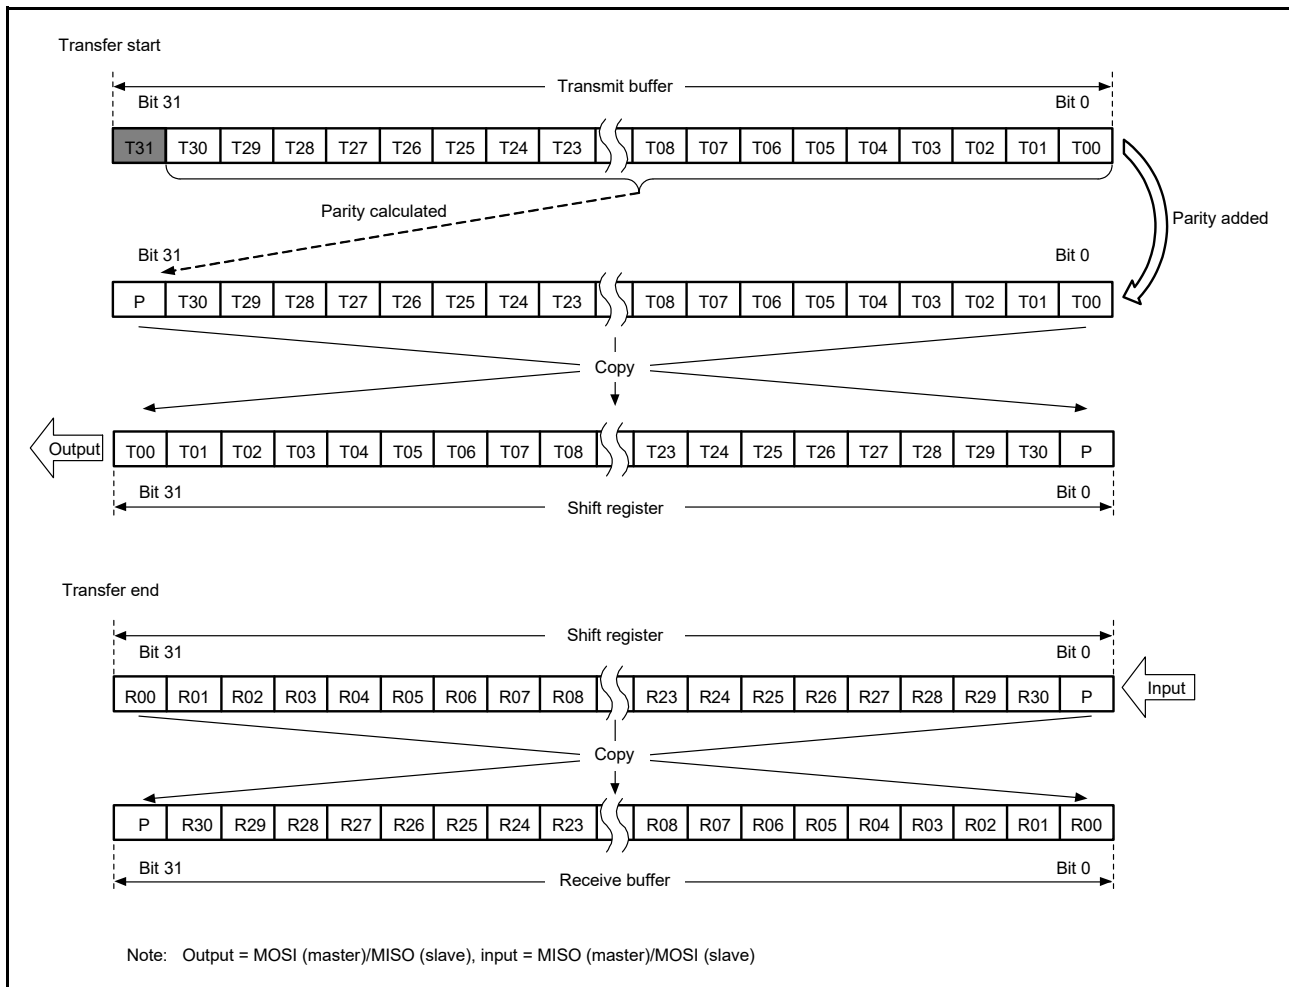 Transfer start
Transmit buffer
Bit 31 Bit 0
T31 T30 T29 T28 T27 T26 T25 T24 T23 T08 T07 T06 T05 T04 T03 T02 T01 T00
Parity calculated
Parity added
Bit 31 Bit 0
P T30 T29 T28 T27 T26 T25 T24 T23 T08 T07 T06 T05 T04 T03 T02 T01 T00
Copy
Output T00 T01 T02 T03 T04 T05 T06 T07 T08 T23 T24 T25 T26 T27 T28 T29 T30 P
Bit 31 Bit 0
Shift register
Transfer end
Shift register
Bit 31 Bit 0
R00 R01 R02 R03 R04 R05 R06 R07 R08 R23 R24 R25 R26 R27 R28 R29 R30 P Input
Copy
P R30 R29 R28 R27 R26 R25 R24 R23 R08 R07 R06 R05 R04 R03 R02 R01 R00
Bit 31 Bit 0
Receive buffer
Note: Output = MOSI (master)/MISO (slave), input = MISO (master)/MOSI (slave)